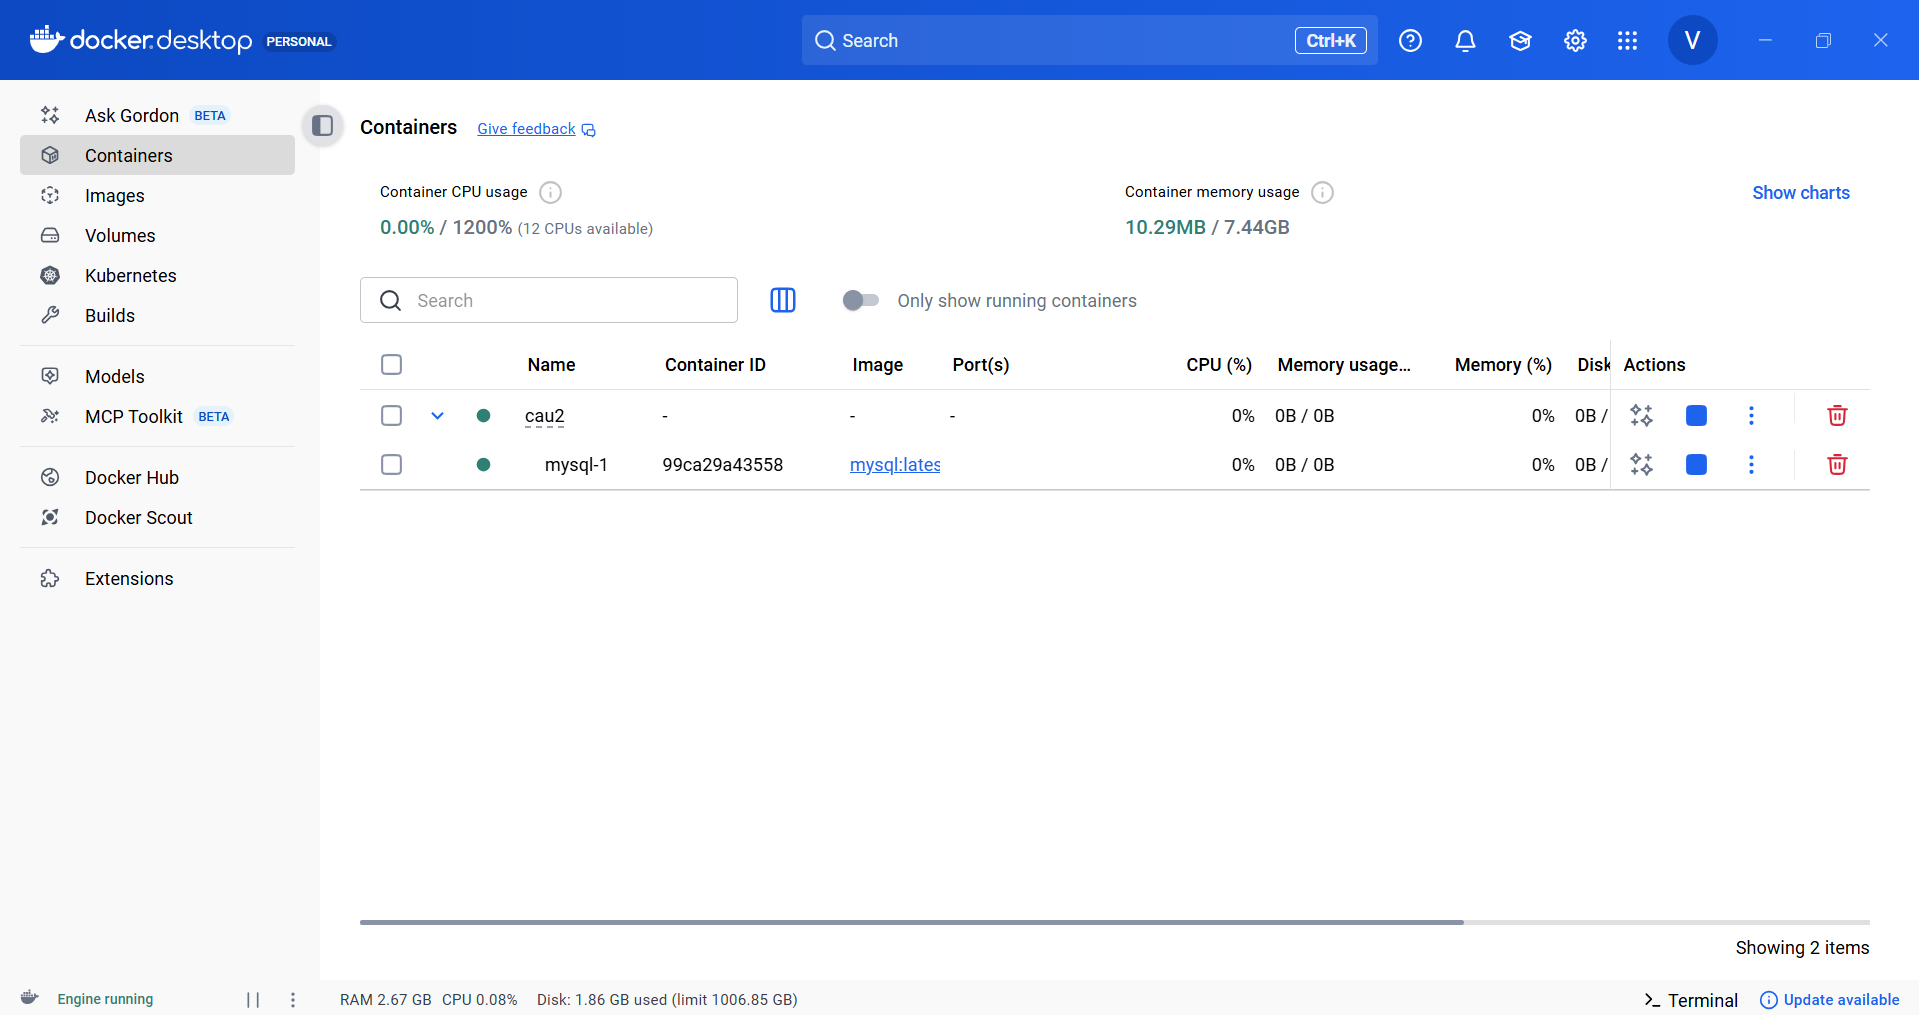 docker.desktop PERSONAL
Search
Ctrl+K
V
Ask Gordon BETA
Containers
Images
Volumes
Kubernetes
Builds
Models
MCP Toolkit BETA
Docker Hub
Docker Scout
Extensions
Containers Give feedback
Container CPU usage
0.00% / 1200% (12 CPUs available)
Container memory usage
10.29MB / 7.44GB
Show charts
Search
Only show running containers
Name Container ID Image Port(s) CPU (%) Memory usage... Memory (%) Disk Actions
cau2 - - - 0% 0B / 0B 0% 0B /
mysql-1 99ca29a43558 mysql:lates 0% 0B / 0B 0% 0B /
Showing 2 items
Engine running
RAM 2.67 GB CPU 0.08% Disk: 1.86 GB used (limit 1006.85 GB)
Terminal
Update available